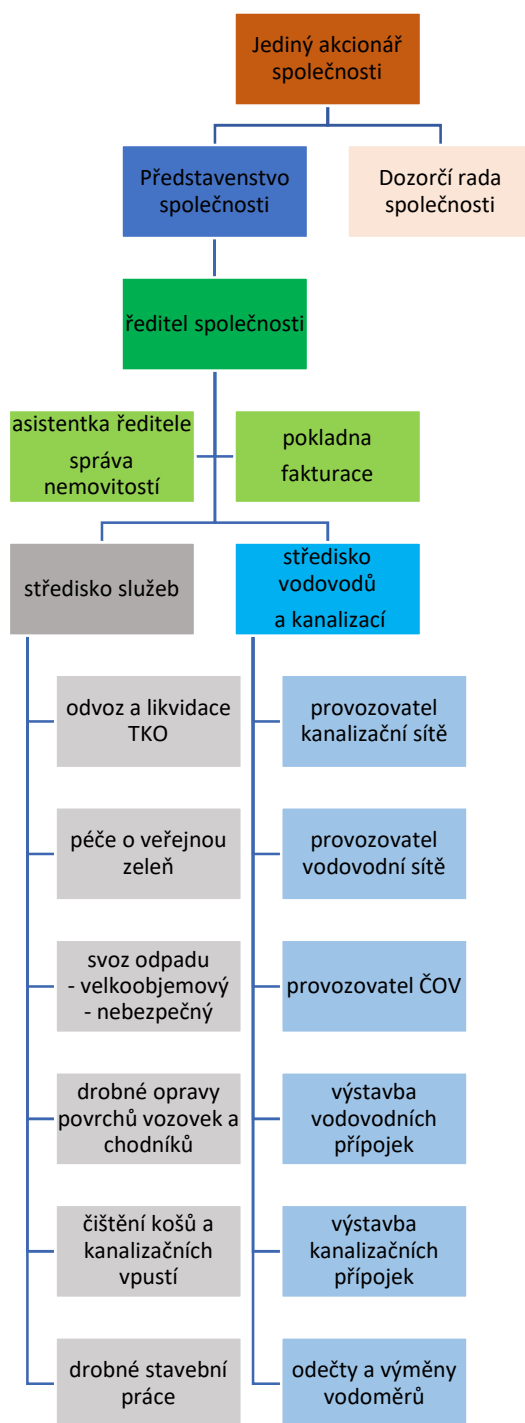 Jediný akcionář
společnosti
Představenstvo
společnosti
Dozorčí rada
společnosti
ředitel společnosti
asistentka ředitele
správa
nemovitostí
pokladna
fakturace
středisko služeb
středisko
vodovodů
a kanalizací
odvoz a likvidace
TKO
provozovatel
kanalizační sítě
péče o veřejnou
zeleň
provozovatel
vodovodní sítě
svoz odpadu
- velkoobjemový
- nebezpečný
provozovatel ČOV
drobné opravy
povrchů vozovek a
chodníků
výstavba
vodovodních
přípojek
čištění košů a
kanalizačních
vpustí
výstavba
kanalizačních
přípojek
drobné stavební
práce
odečty a výměny
vodoměrů